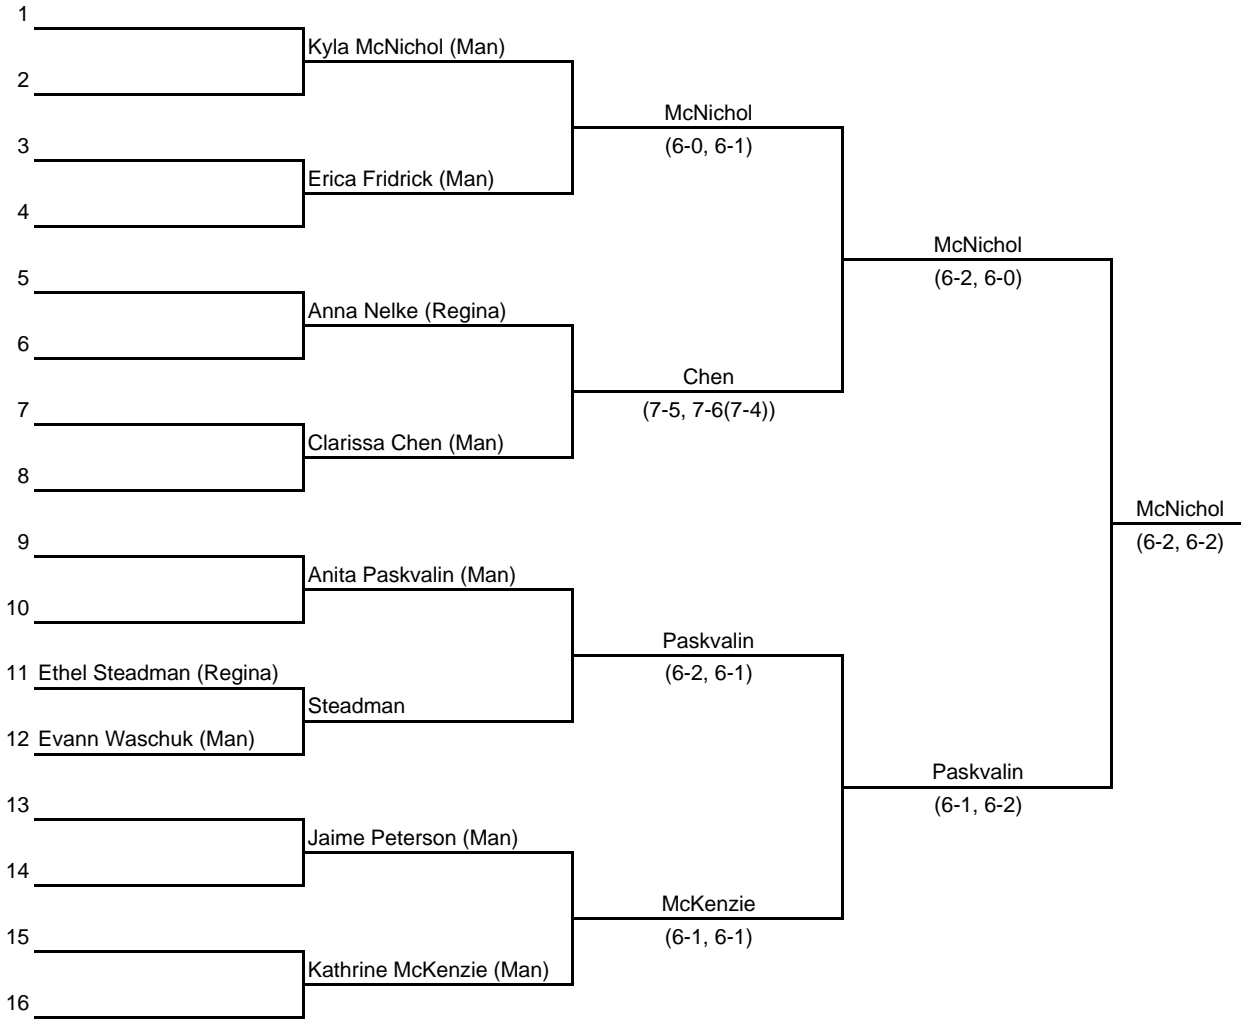 1
Kyla McNichol (Man)
2
McNichol
(6-0, 6-1)
3
Erica Fridrick (Man)
4
McNichol
(6-2, 6-0)
5
Anna Nelke (Regina)
6
Chen
(7-5, 7-6(7-4))
7
Clarissa Chen (Man)
8
McNichol
(6-2, 6-2)
9
Anita Paskvalin (Man)
10
Paskvalin
(6-2, 6-1)
11 Ethel Steadman (Regina)
Steadman
12 Evann Waschuk (Man)
Paskvalin
(6-1, 6-2)
13
Jaime Peterson (Man)
14
McKenzie
(6-1, 6-1)
15
Kathrine McKenzie (Man)
16